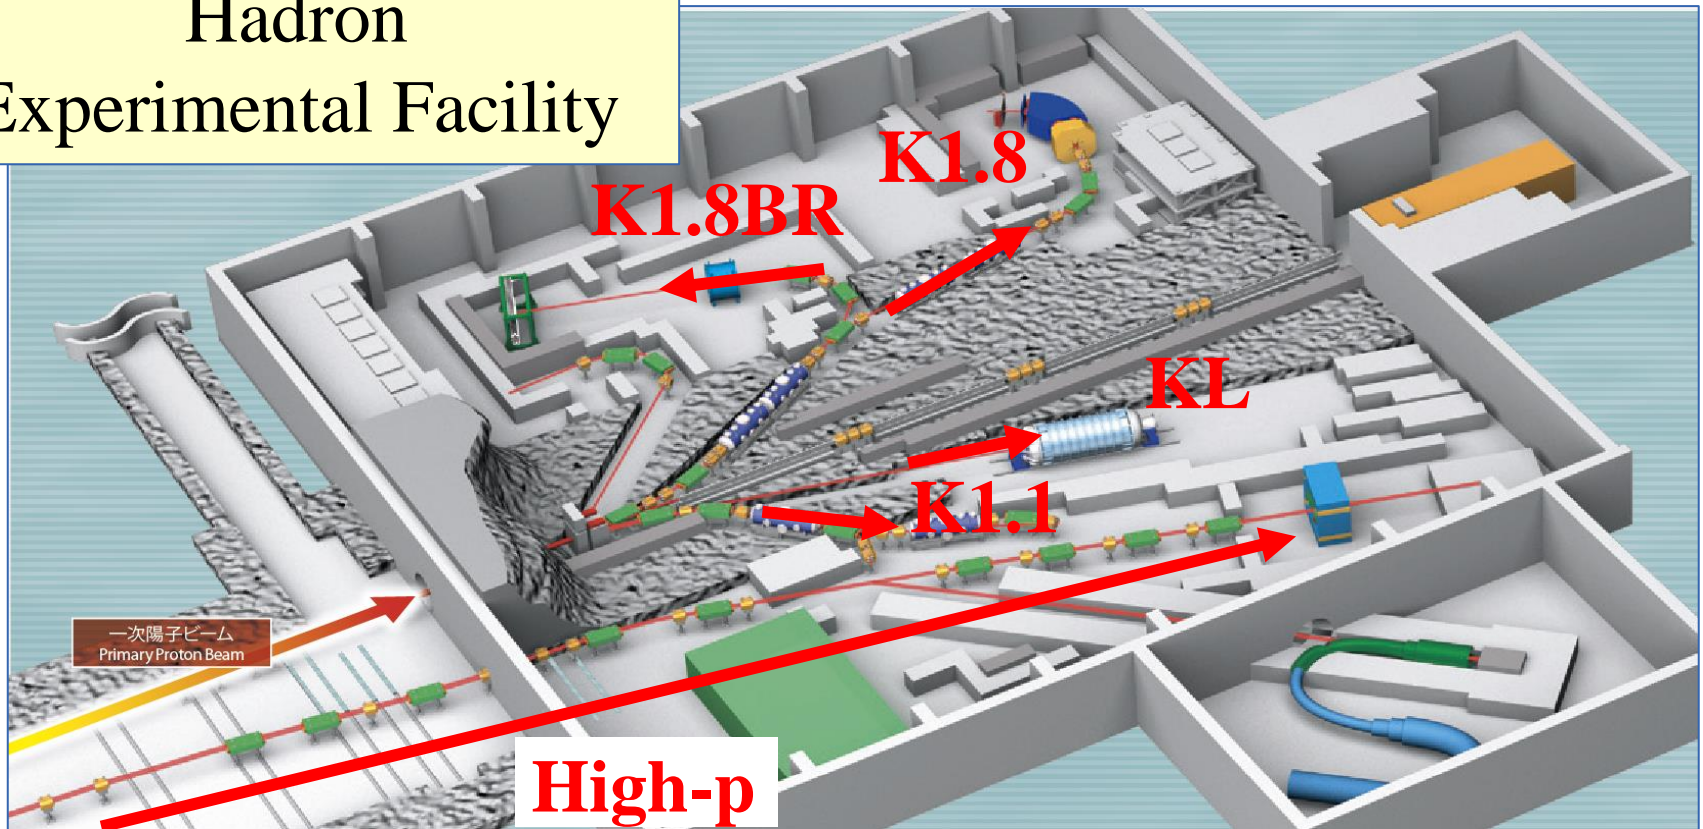 Hadron
Experimental Facility
K1.8
K1.8BR
KL
K1.1
一次陽子ビーム
Primary Proton Beam
High-p